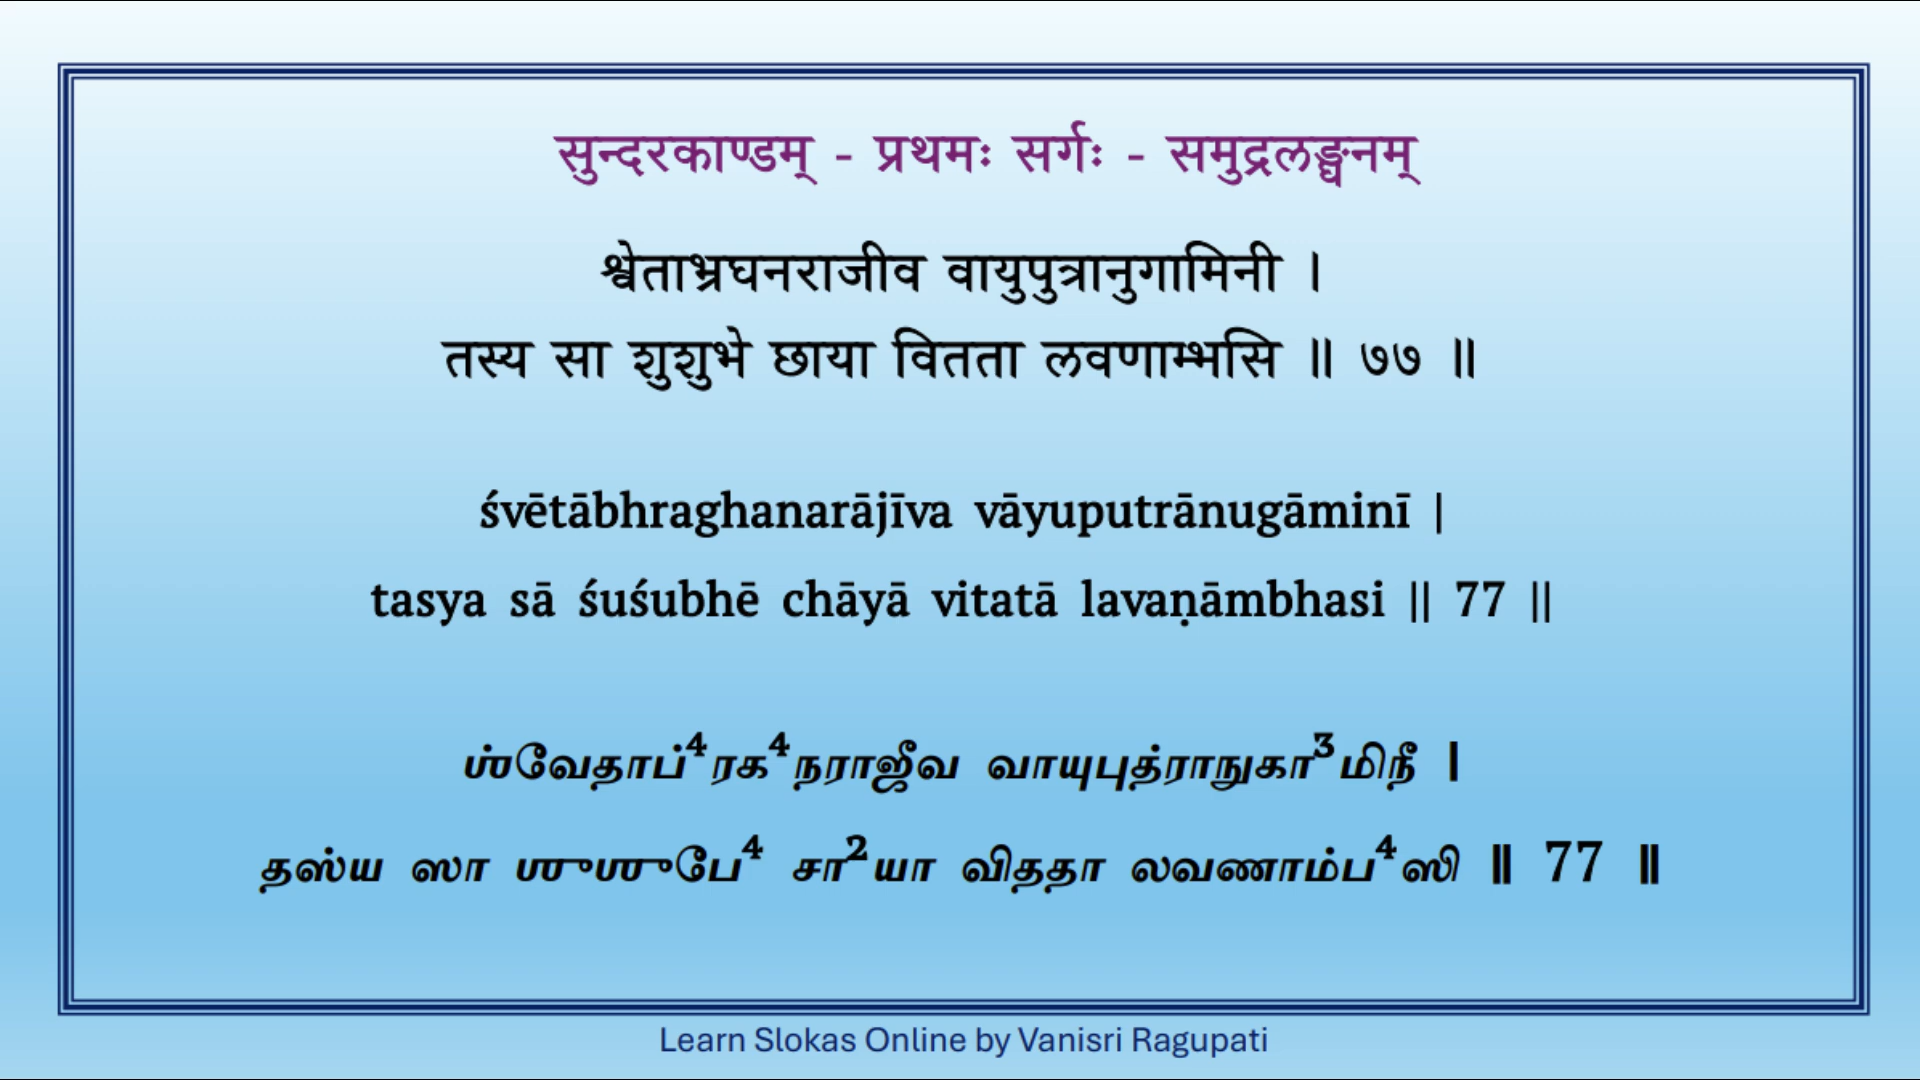 सुन्दरकाण्डम् - प्रथमः सर्गः - समुद्रलङ्घनम्
श्वेताभ्रघनराजीव वायुपुत्रानुगामिनी ।
तस्य सा शुशुभे छाया वितता लवणाम्भसि ॥ ७७ ॥
śvētābhraghanarājīva vāyuputrānugāminī |
tasya sā śuśubhē chāyā vitatā lavaṇāmbhasi || 77 ||
ஶ்வேதாப்⁴ரக⁴நராஜீவ வாயுபுத்ராநுகா³மிநீ |
தஸ்ய ஸா ஶுஶுபே⁴ சா²யா விததா லவணாம்ப⁴ஸி ‖ 77 ‖
Learn Slokas Online by Vanisri Ragupati